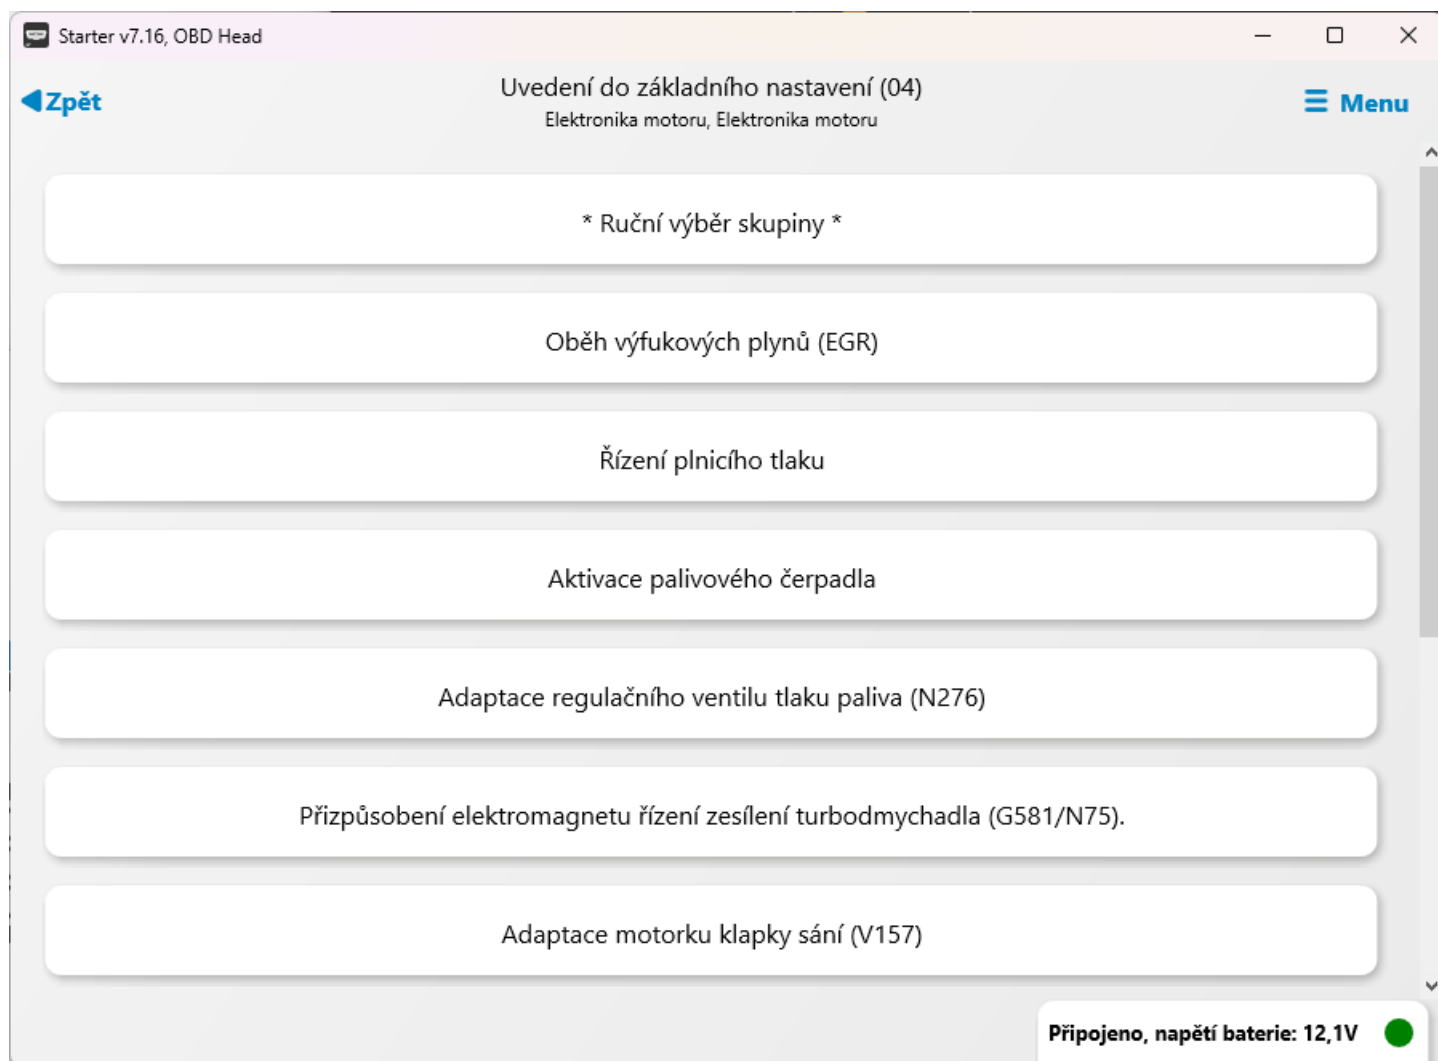 Starter v7.16, OBD Head
Zpět
Uvedení do základního nastavení (04)
Menu
Elektronika motoru, Elektronika motoru
* Ruční výběr skupiny *
Oběh výfukových plynů (EGR)
Řízení plnicího tlaku
Aktivace palivového čerpadla
Adaptace regulačního ventilu tlaku paliva (N276)
Přizpůsobení elektromagnetu řízení zesílení turbodmychadla (G581/N75).
Adaptace motorku klapky sání (V157)
Připojeno, napětí baterie: 12,1V